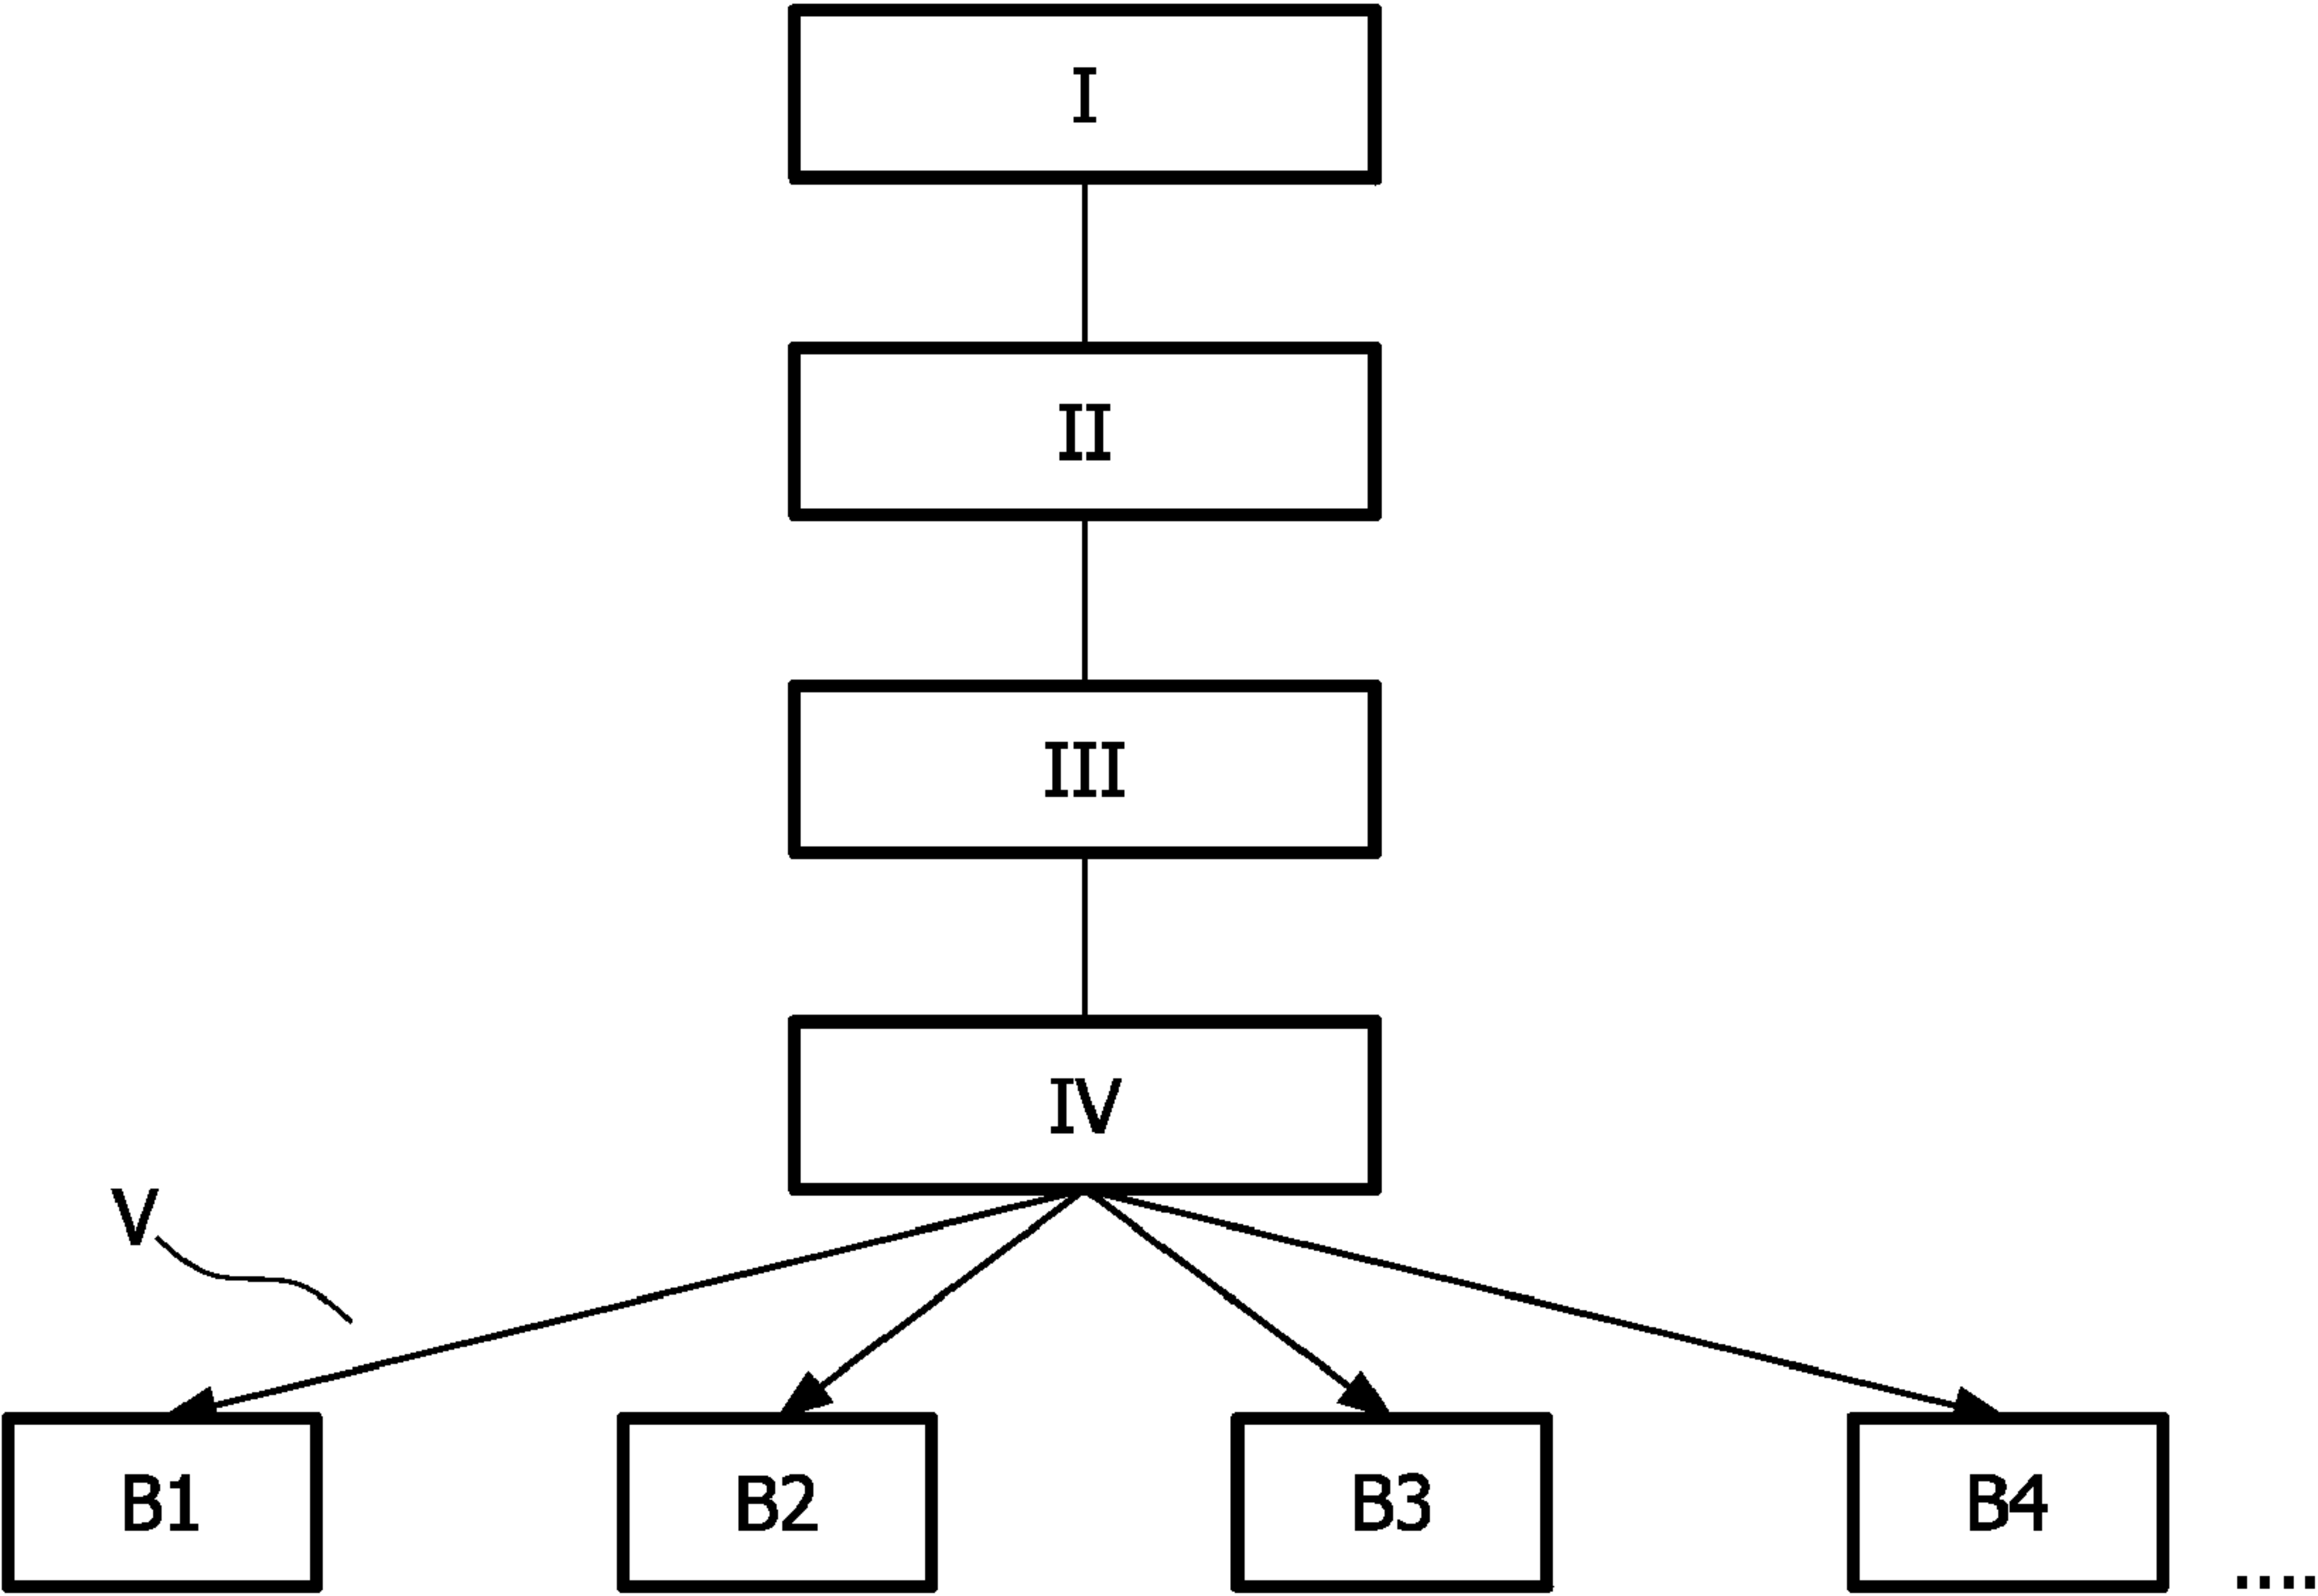 I
II
III
IV
V
B1 B2 B3 B4 ....